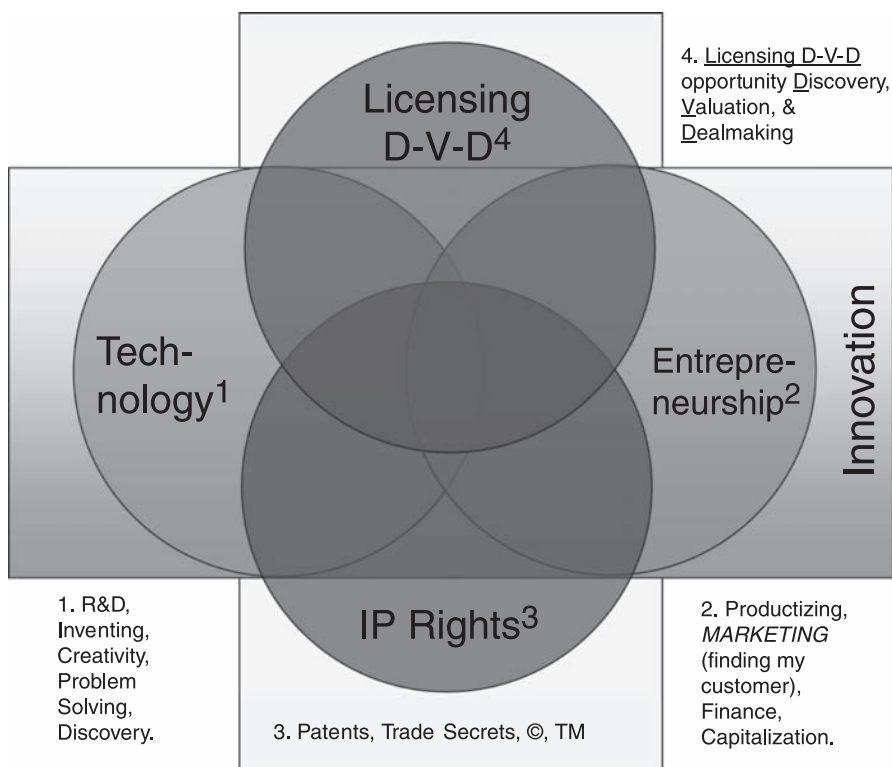 Licensing
D-V-D4
4. Licensing D-V-D
opportunity Discovery,
Valuation, &
Dealmaking
Tech-
nology1
Entrepre-
neurship2
Innovation
IP Rights3
1. R&D,
Inventing,
Creativity,
Problem
Solving,
Discovery.
3. Patents, Trade Secrets, ©, TM
2. Productizing,
MARKETING
(finding my
customer),
Finance,
Capitalization.